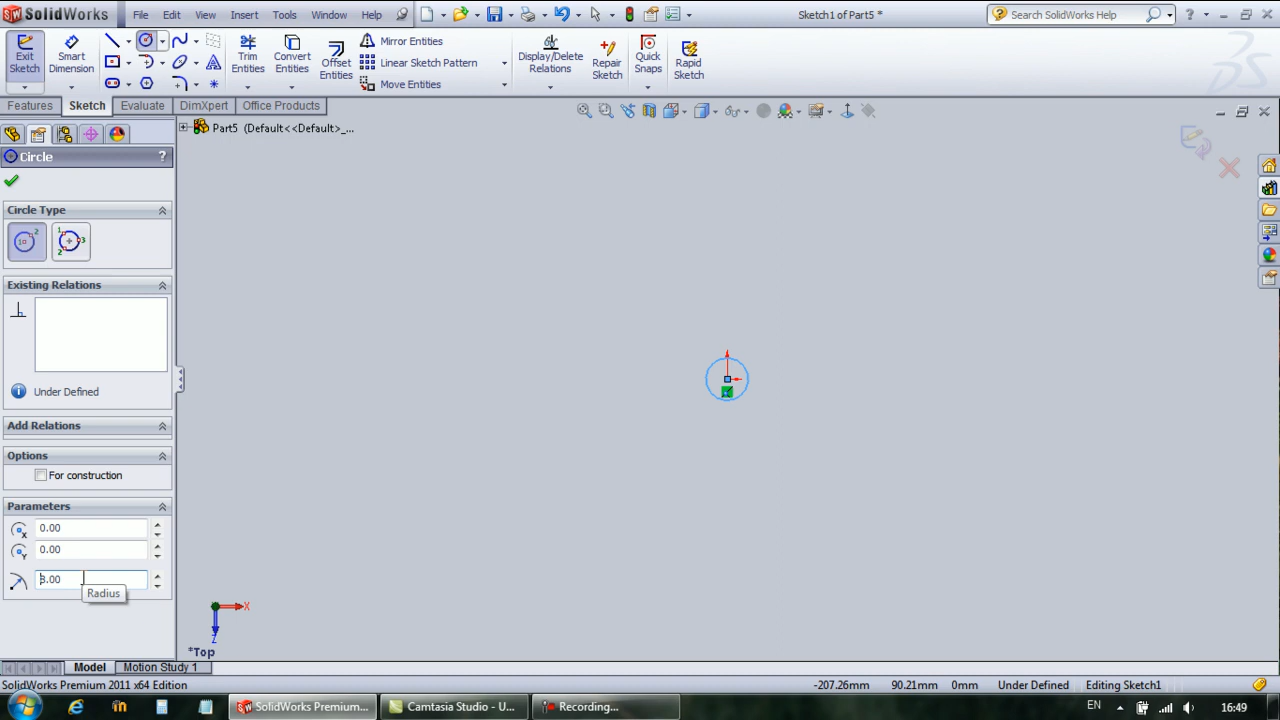 SolidWorks
File Edit View Insert Tools Window Help
Sketch1 of Part5 *
Search SolidWorks Help
Exit Sketch
Smart Dimension
Trim Entities
Convert Entities
Offset Entities
Mirror Entities
Linear Sketch Pattern
Move Entities
Display/Delete Relations
Repair Sketch
Quick Snaps
Rapid Sketch
Features Sketch Evaluate DimXpert Office Products
Part5 (Default<<Default>_...
Circle ?
Circle Type
Existing Relations
Under Defined
Add Relations
Options
For construction
Parameters
0.00
0.00
8.00
Radius
X
Z
*Top
Model Motion Study 1
SolidWorks Premium 2011 x64 Edition
-207.26mm 90.21mm 0mm Under Defined Editing Sketch1
SolidWorks Premium... Camtasia Studio - U... Recording... EN 16:49